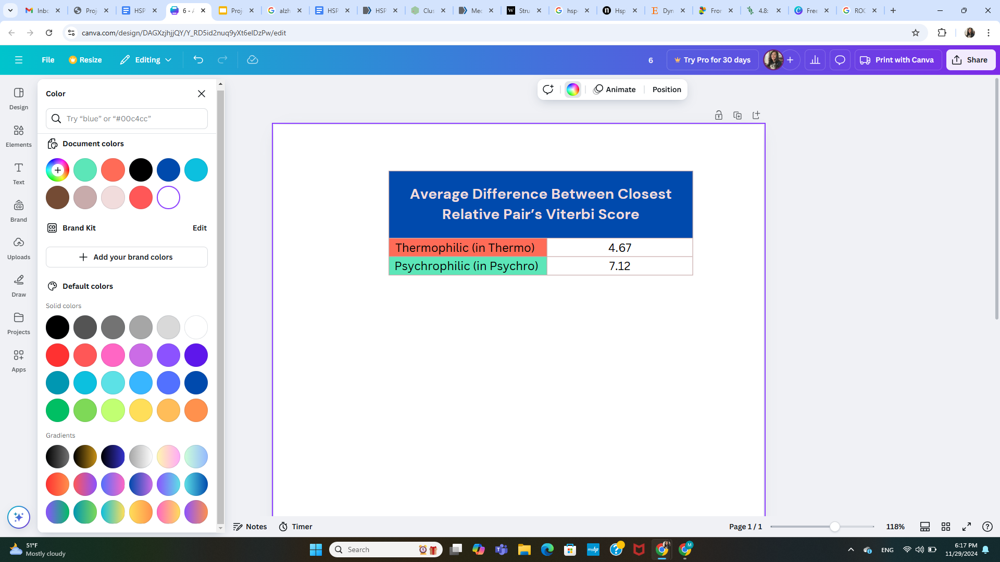 Inbo
Proj
HSP
6 - A
Proj
alzh
HSP
HSP
Clus
Mec
Stru
hsp
Hsp
Dyn
Fror
4.8:
Free
ROC
canva.com/design/DAGXzjhjjQY/Y_RD5id2nuq9yXt6elDzPw/edit
File
Resize
Editing
6
Try Pro for 30 days
Print with Canva
Share
Design
Elements
Text
Brand
Uploads
Draw
Projects
Apps
Color
Try “blue” or “#00c4cc”
Document colors
Brand Kit
Edit
Add your brand colors
Default colors
Solid colors
Gradients
Animate
Position
Average Difference Between Closest
Relative Pair’s Viterbi Score
Thermophilic (in Thermo)
4.67
Psychrophilic (in Psychro)
7.12
Notes
Timer
Page 1 / 1
118%
51°F
Mostly cloudy
Search
ENG
6:17 PM
11/29/2024